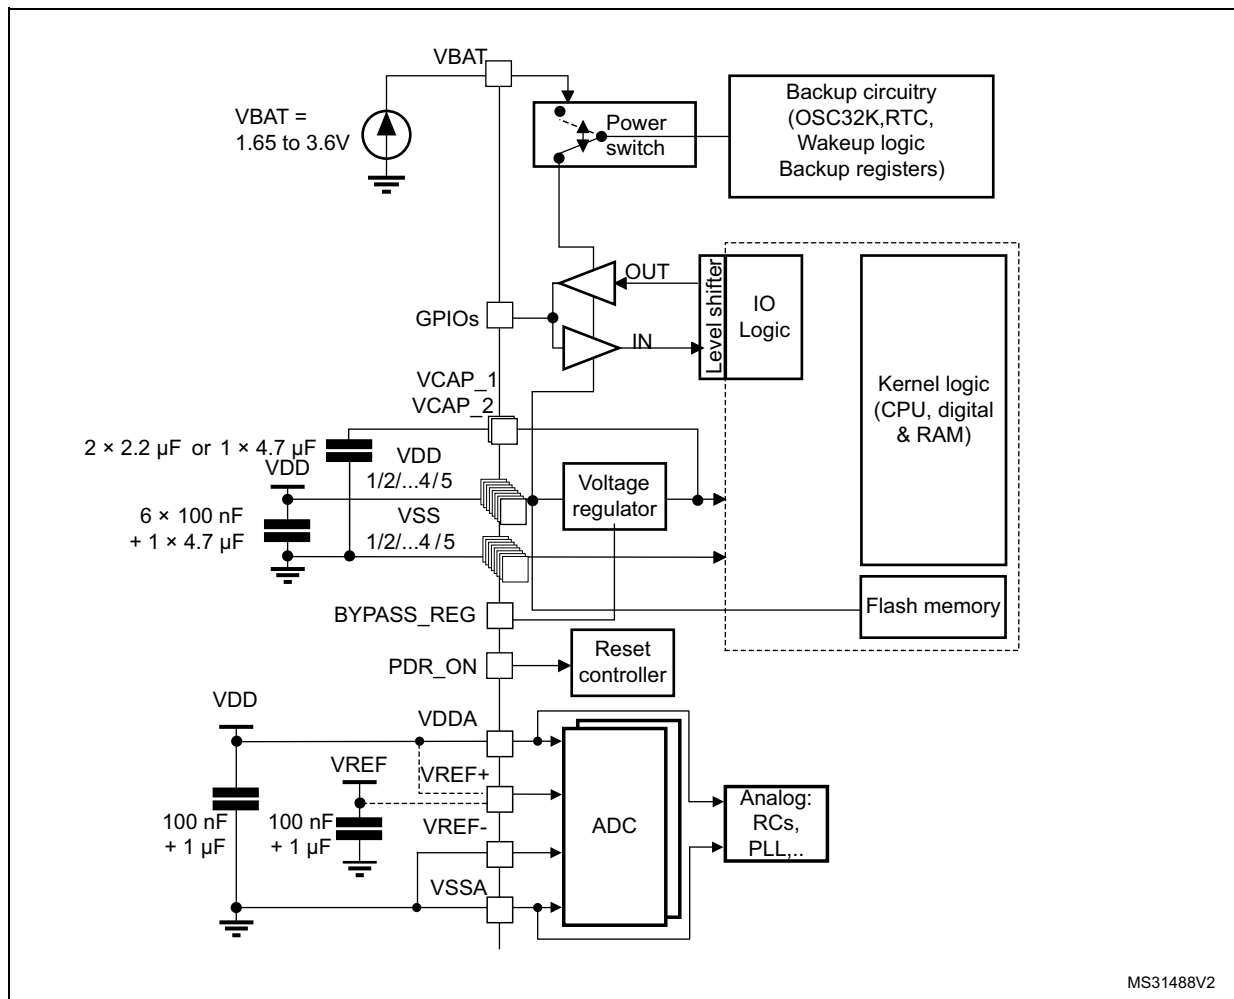 VBAT
VBAT =
1.65 to 3.6V
Power
switch
Backup circuitry
(OSC32K,RTC,
Wakeup logic
Backup registers)
GPIOs
OUT
IN
Level shifter
IO
Logic
Kernel logic
(CPU, digital
& RAM)
VCAP_1
VCAP_2
2 × 2.2 μF or 1 × 4.7 μF
VDD
6 × 100 nF
+ 1 × 4.7 μF
VDD
1/2/...4/5
VSS
1/2/...4/5
Voltage
regulator
Flash memory
BYPASS_REG
PDR_ON
Reset
controller
VDD
VDDA
VREF
VREF+
VREF-
VSSA
100 nF
+ 1 μF
100 nF
+ 1 μF
ADC
Analog:
RCs,
PLL,..
MS31488V2